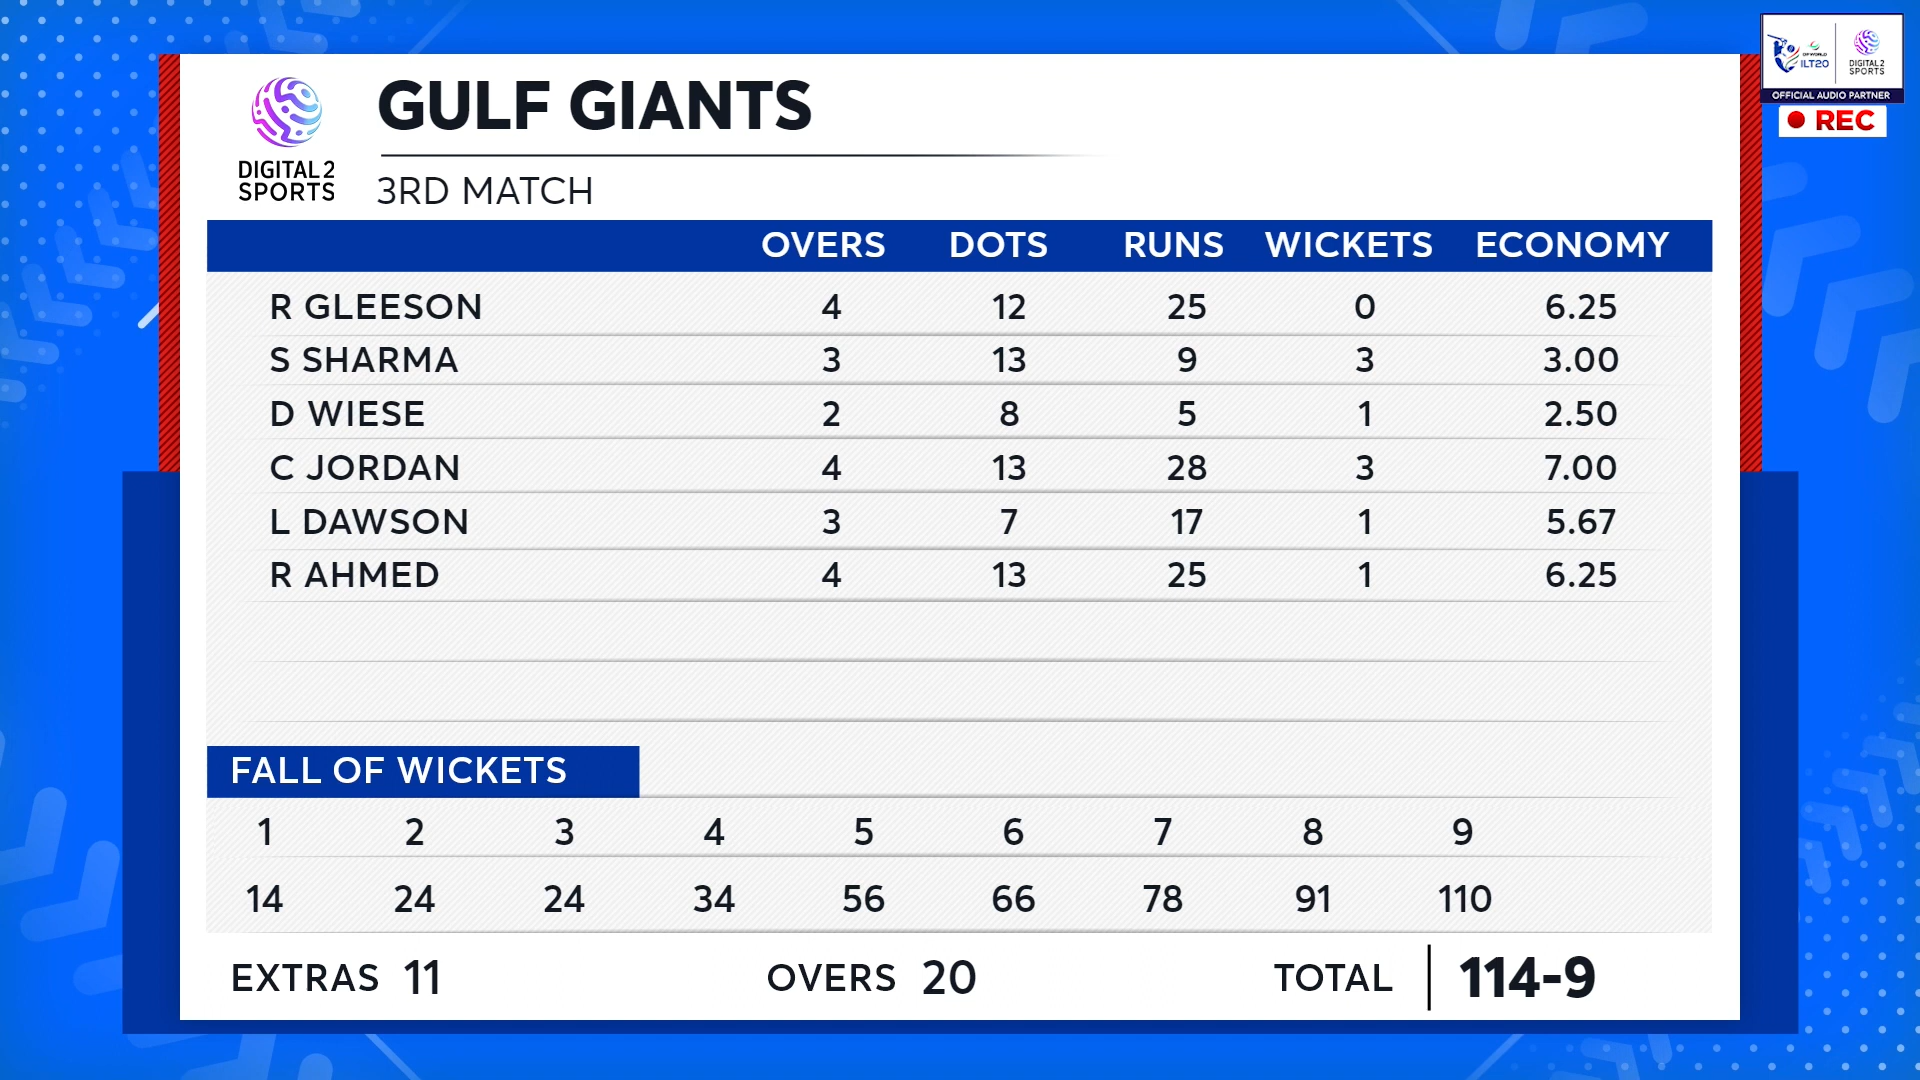 GULF GIANTS
DIGITAL 2
SPORTS
3RD MATCH
DP WORLD
ILT20
DIGITAL 2
SPORTS
OFFICIAL AUDIO PARTNER
REC
OVERS DOTS RUNS WICKETS ECONOMY
R GLEESON 4 12 25 0 6.25
S SHARMA 3 13 9 3 3.00
D WIESE 2 8 5 1 2.50
C JORDAN 4 13 28 3 7.00
L DAWSON 3 7 17 1 5.67
R AHMED 4 13 25 1 6.25
FALL OF WICKETS
1 2 3 4 5 6 7 8 9
14 24 24 34 56 66 78 91 110
EXTRAS 11 OVERS 20 TOTAL 114-9